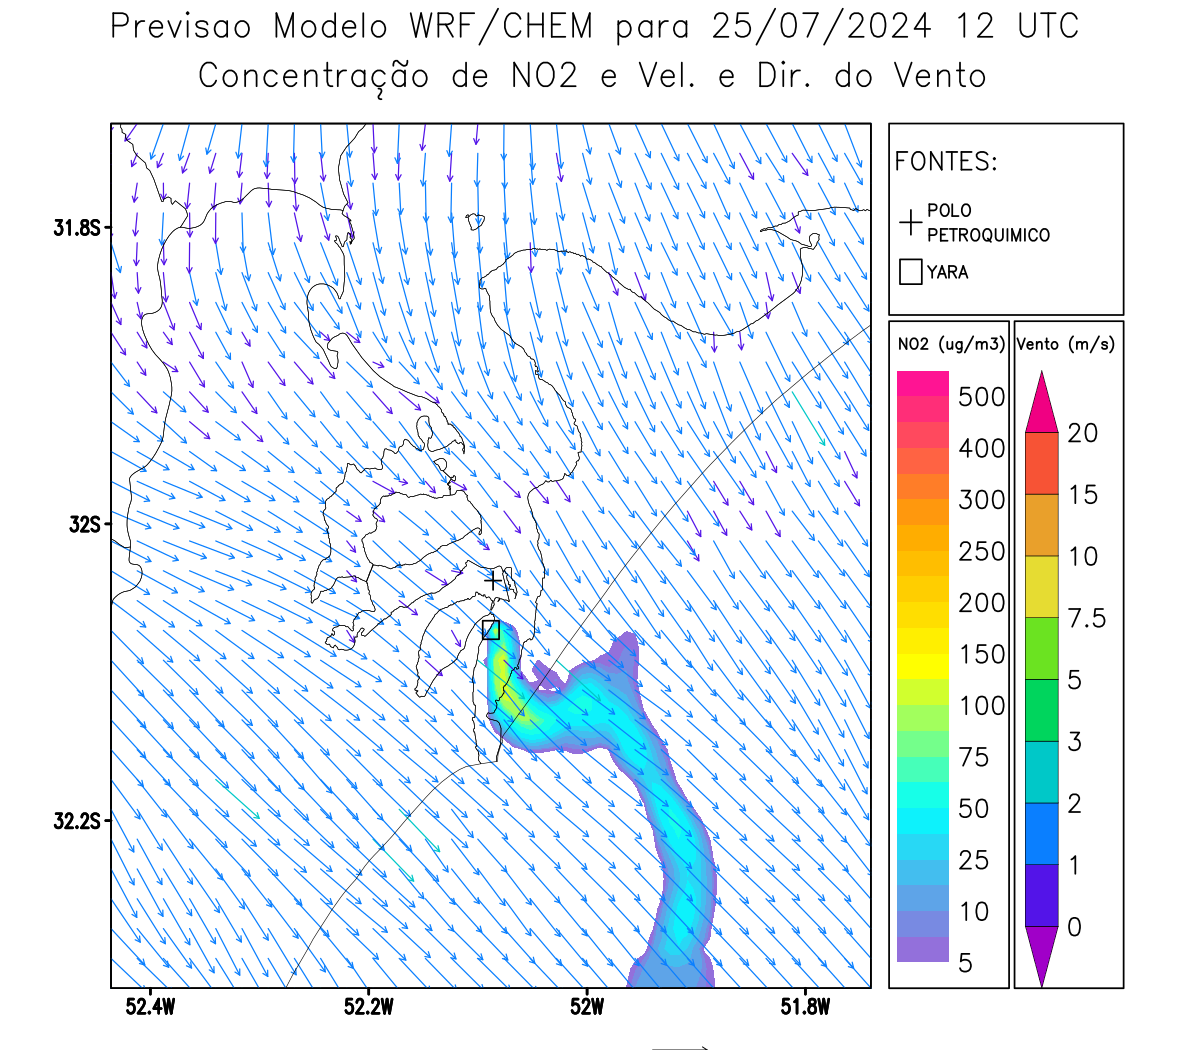 Previsao Modelo WRF/CHEM para 25/07/2024 12 UTC
Concentração de NO2 e Vel. e Dir. do Vento
FONTES:
POLO
PETROQUIMICO
YARA
NO2 (ug/m3)
500
400
300
250
200
150
100
75
50
25
10
5
Vento (m/s)
20
15
10
7.5
5
3
2
1
0
31.8S
32S
32.2S
52.4W
52.2W
52W
51.8W